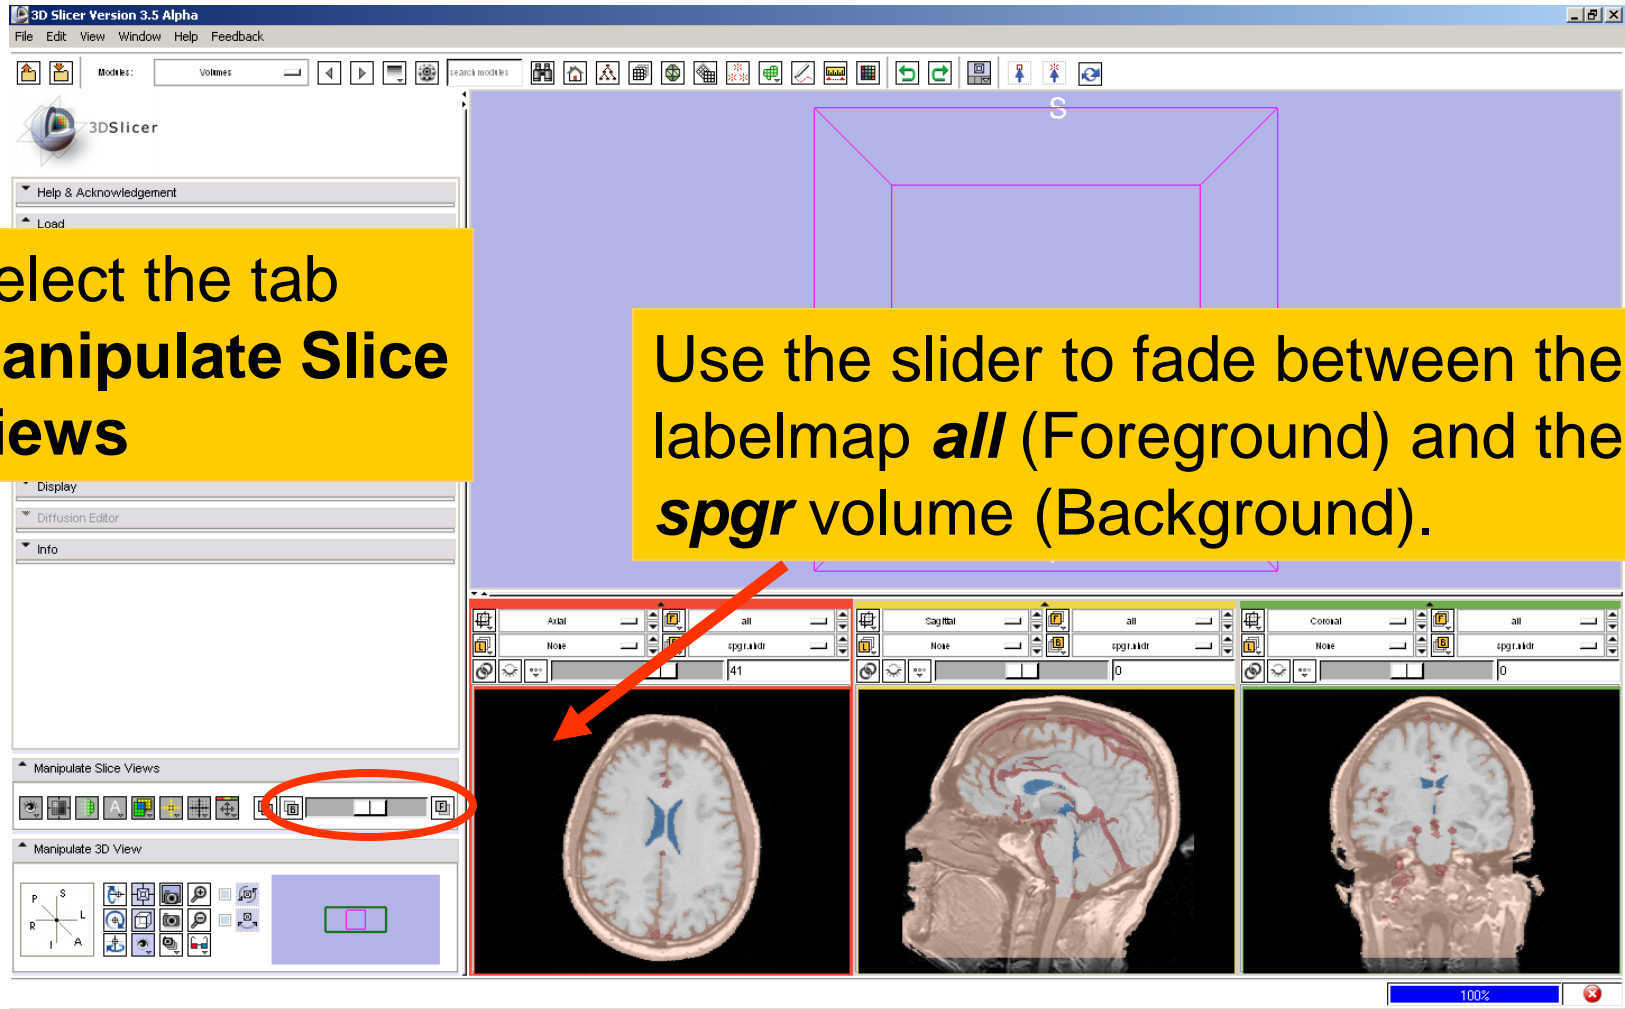 3D Slicer Version 3.5 Alpha
File Edit View Window Help Feedback
Modules: Volumes search modules
3DSlicer
Help & Acknowledgement
Load
elect the tab
anipulate Slice
iews
Use the slider to fade between the
labelmap all (Foreground) and the
spgr volume (Background).
Display
Diffusion Editor
Info
S
Axial F all
L None B spgr.nhdr
41
Sagittal F all
L None B spgr.nhdr
0
Coronal F all
L None B spgr.nhdr
0
Manipulate Slice Views
A B F
Manipulate 3D View
P S
R L
I A
100%